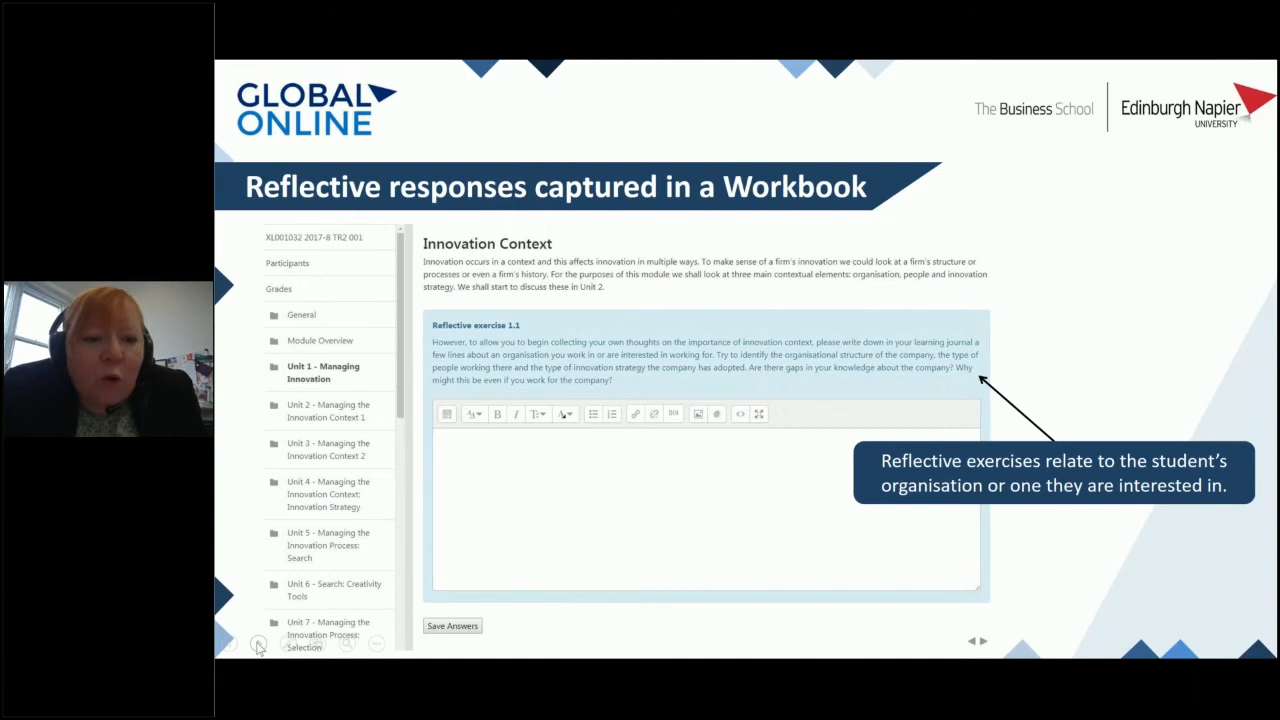 GLOBAL
ONLINE
The Business School
Edinburgh Napier
UNIVERSITY
Reflective responses captured in a Workbook
XL001032 2017-8 TR2 001
Participants
Grades
General
Module Overview
Unit 1 - Managing
Innovation
Unit 2 - Managing the
Innovation Context 1
Unit 3 - Managing the
Innovation Context 2
Unit 4 - Managing the
Innovation Context:
Innovation Strategy
Unit 5 - Managing the
Innovation Process:
Search
Unit 6 - Search: Creativity
Tools
Unit 7 - Managing the
Innovation Process:
Selection
Innovation Context
Innovation occurs in a context and this affects innovation in multiple ways. To make sense of a firm's innovation we could look at a firm's structure or
processes or even a firm's history. For the purposes of this module we shall look at three main contextual elements: organisation, people and innovation
strategy. We shall start to discuss these in Unit 2.
Reflective exercise 1.1
However, to allow you to begin collecting your own thoughts on the importance of innovation context, please write down in your learning journal a
few lines about an organisation you work in or are interested in working for. Try to identify the organisational structure of the company, the type of
people working there and the type of innovation strategy the company has adopted. Are there gaps in your knowledge about the company? Why
might this be even if you work for the company?
B I
DOI
Save Answers
Reflective exercises relate to the student's
organisation or one they are interested in.